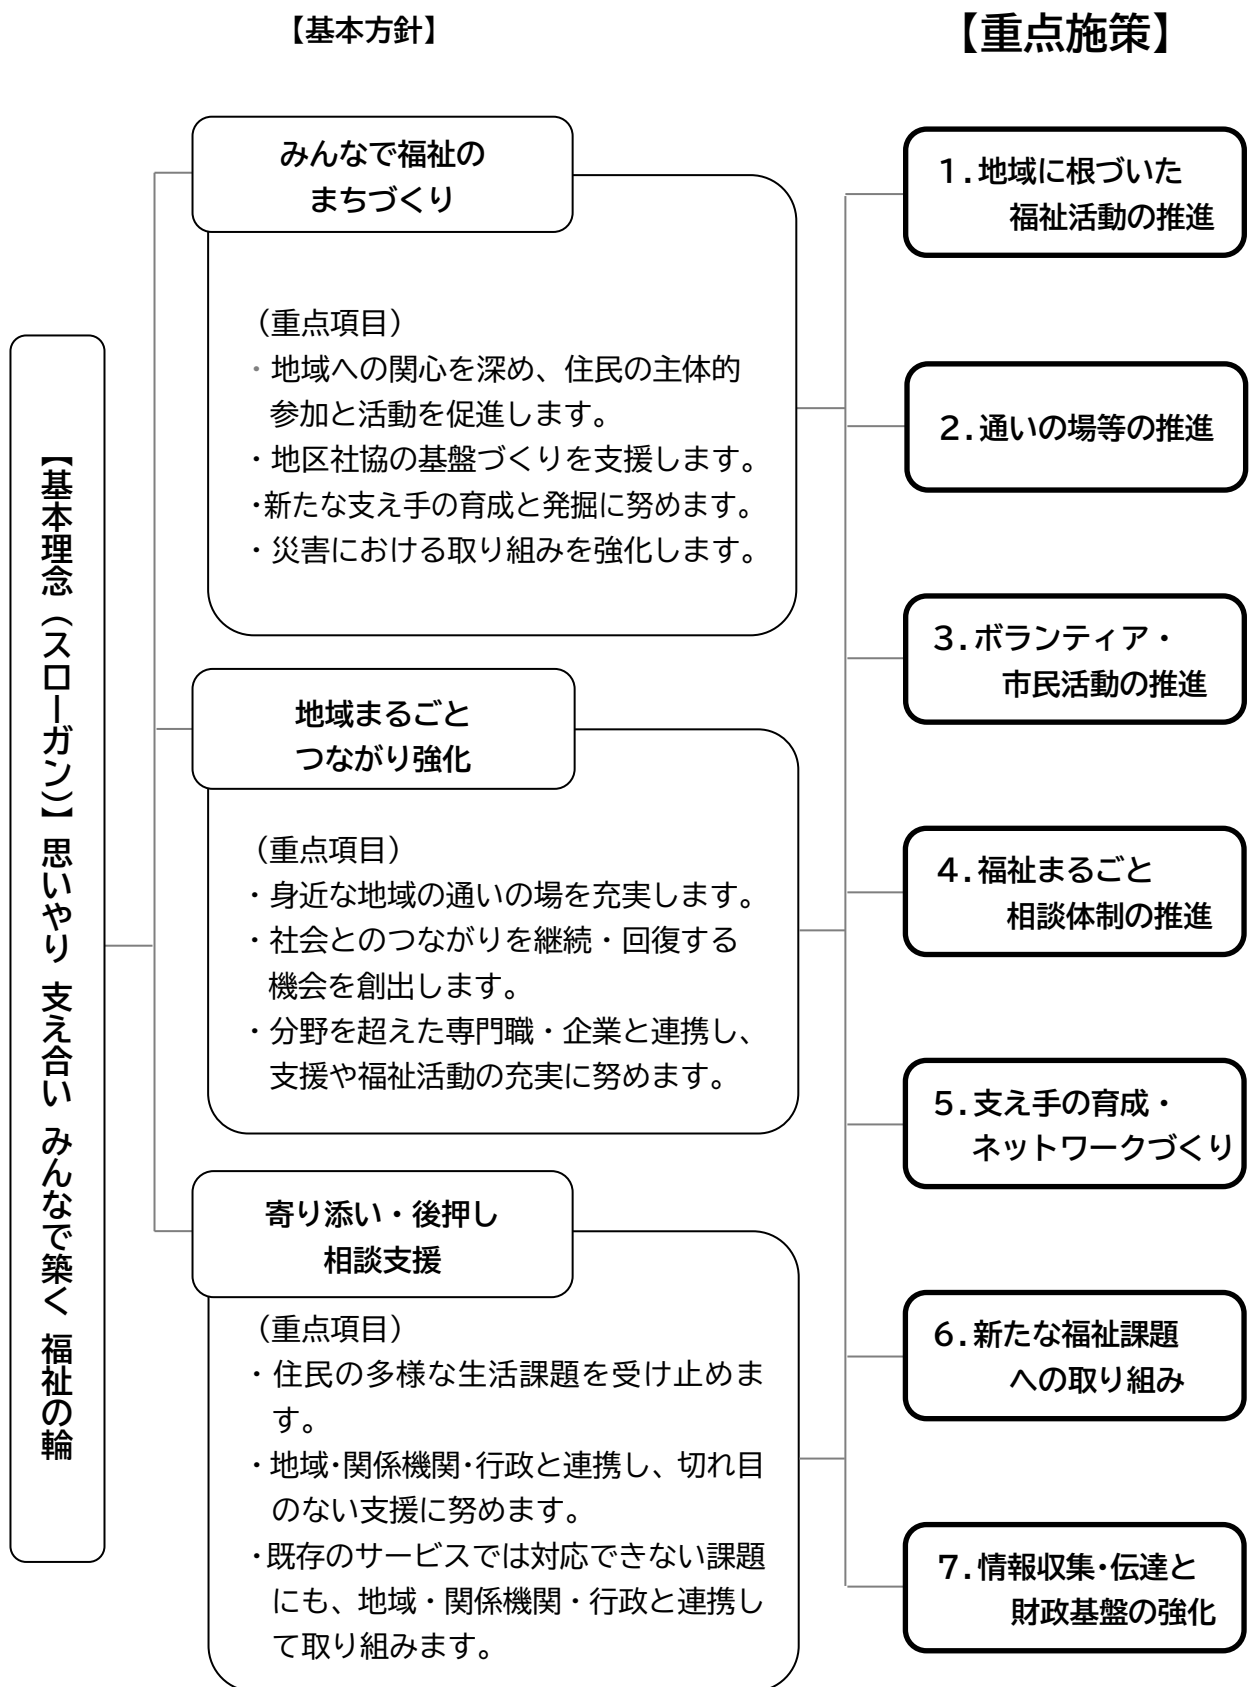 【基本方針】
【重点施策】
【基本理念（スローガン）】思いやり 支え合い みんなで築く 福祉の輪
みんなで福祉の
まちづくり
（重点項目）
・地域への関心を深め、住民の主体的
参加と活動を促進します。
・地区社協の基盤づくりを支援します。
・新たな支え手の育成と発掘に努めます。
・災害における取り組みを強化します。
地域まるごと
つながり強化
（重点項目）
・身近な地域の通いの場を充実します。
・社会とのつながりを継続・回復する
機会を創出します。
・分野を超えた専門職・企業と連携し、
支援や福祉活動の充実に努めます。
寄り添い・後押し
相談支援
（重点項目）
・住民の多様な生活課題を受け止めま
す。
・地域・関係機関・行政と連携し、切れ目
のない支援に努めます。
・既存のサービスでは対応できない課題
にも、地域・関係機関・行政と連携し
て取り組みます。
１．地域に根づいた
福祉活動の推進
２．通いの場等の推進
３．ボランティア・
市民活動の推進
４．福祉まるごと
相談体制の推進
５．支え手の育成・
ネットワークづくり
６．新たな福祉課題
への取り組み
７．情報収集・伝達と
財政基盤の強化